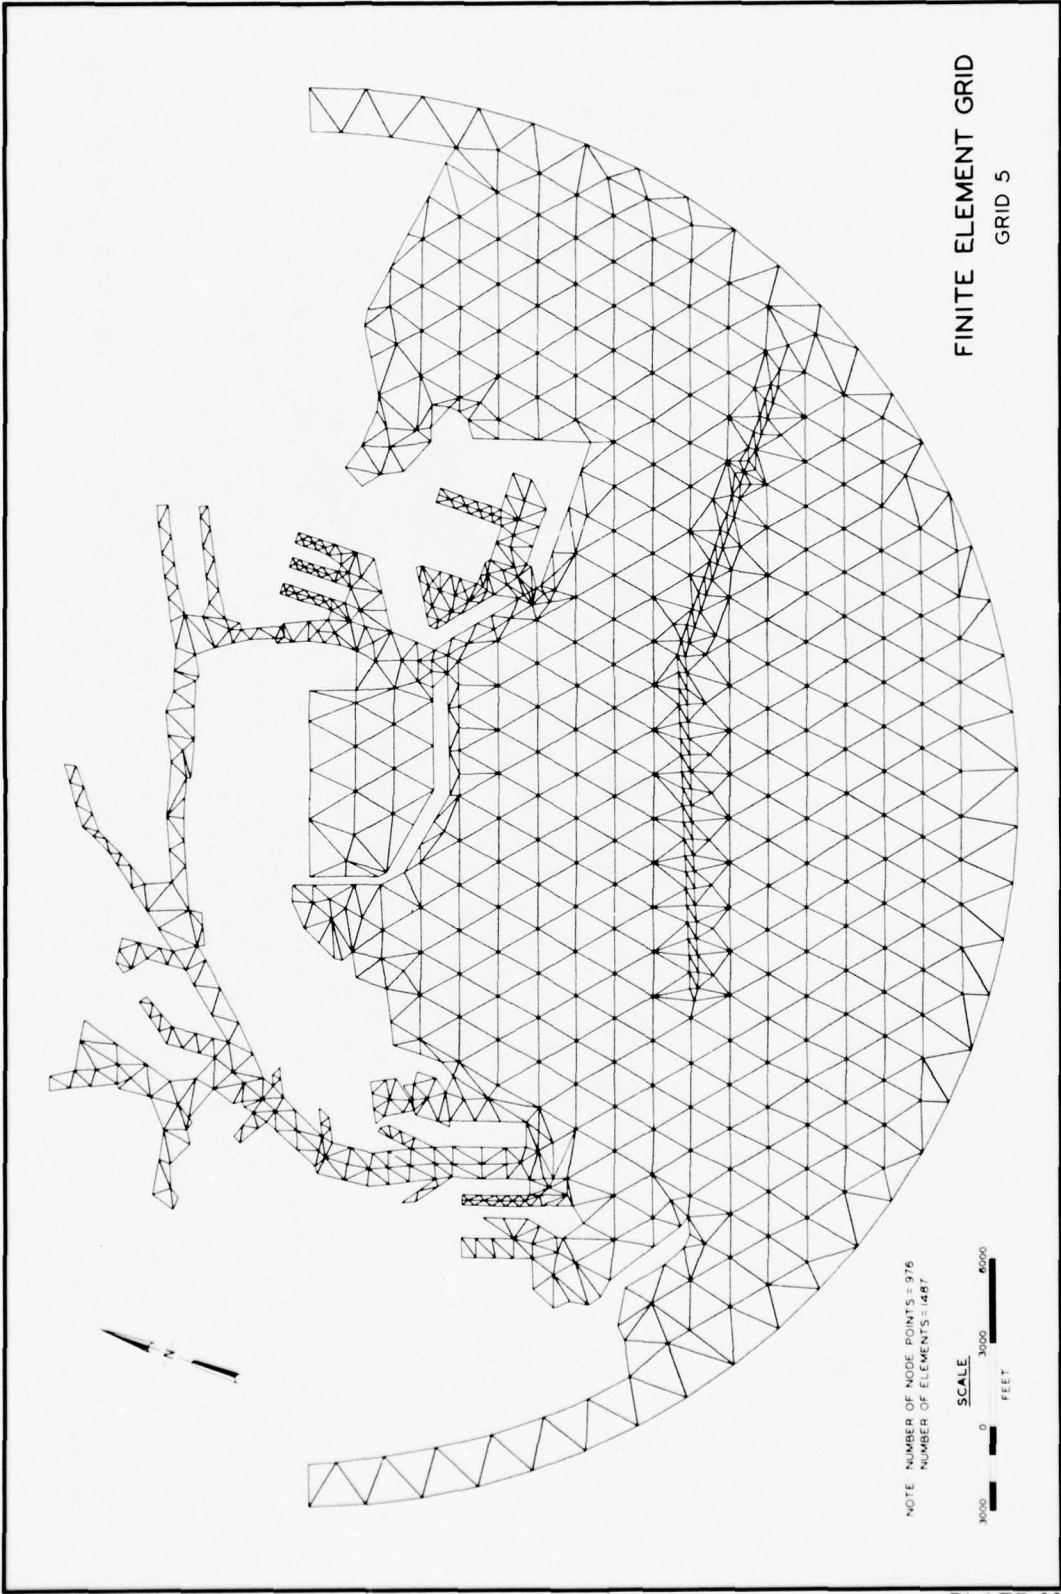 FINITE ELEMENT GRID
GRID 5
N
NOTE: NUMBER OF NODE POINTS = 976
NUMBER OF ELEMENTS = 1487
SCALE
3000 0 3000 6000
FEET